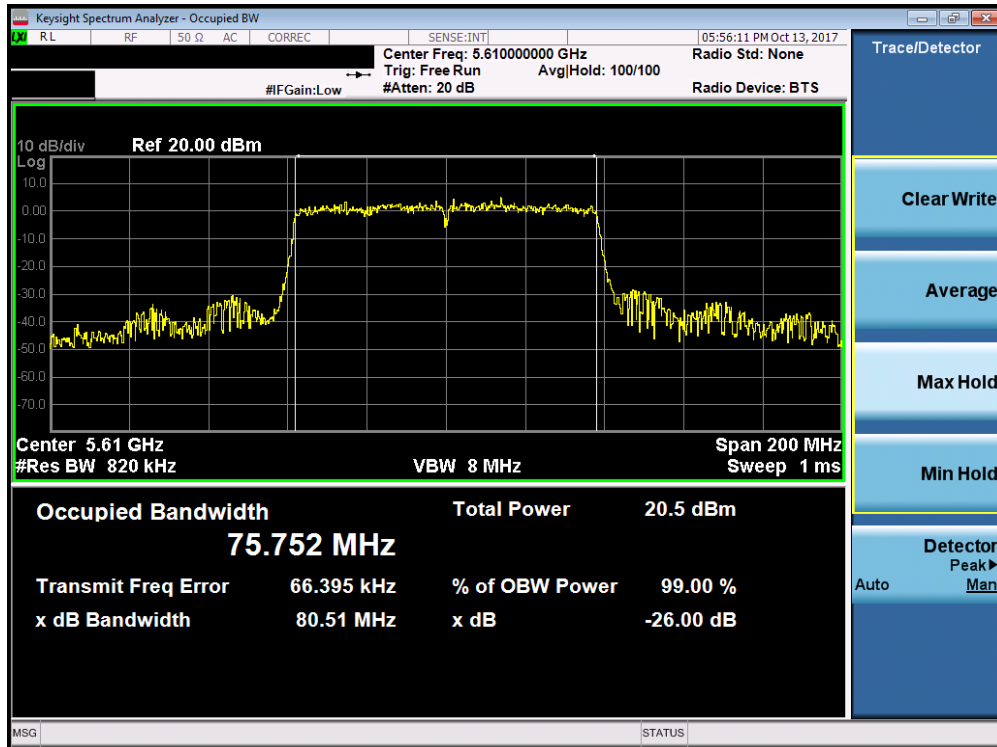 Keysight Spectrum Analyzer - Occupied BW
LXI RL RF 50 Ω AC CORREC SENSE:INT 05:56:11 PM Oct 13, 2017
Center Freq: 5.610000000 GHz Radio Std: None
Trig: Free Run Avg|Hold: 100/100
#IFGain:Low #Atten: 20 dB Radio Device: BTS
10 dB/div Ref 20.00 dBm
Log
10.0
0.00
-10.0
-20.0
-30.0
-40.0
-50.0
-60.0
-70.0
Center 5.61 GHz Span 200 MHz
#Res BW 820 kHz VBW 8 MHz Sweep 1 ms
Occupied Bandwidth Total Power 20.5 dBm
75.752 MHz
Transmit Freq Error 66.395 kHz % of OBW Power 99.00 %
x dB Bandwidth 80.51 MHz x dB -26.00 dB
Trace/Detector
Clear Write
Average
Max Hold
Min Hold
Detector
Peak▶
Auto Man
MSG STATUS